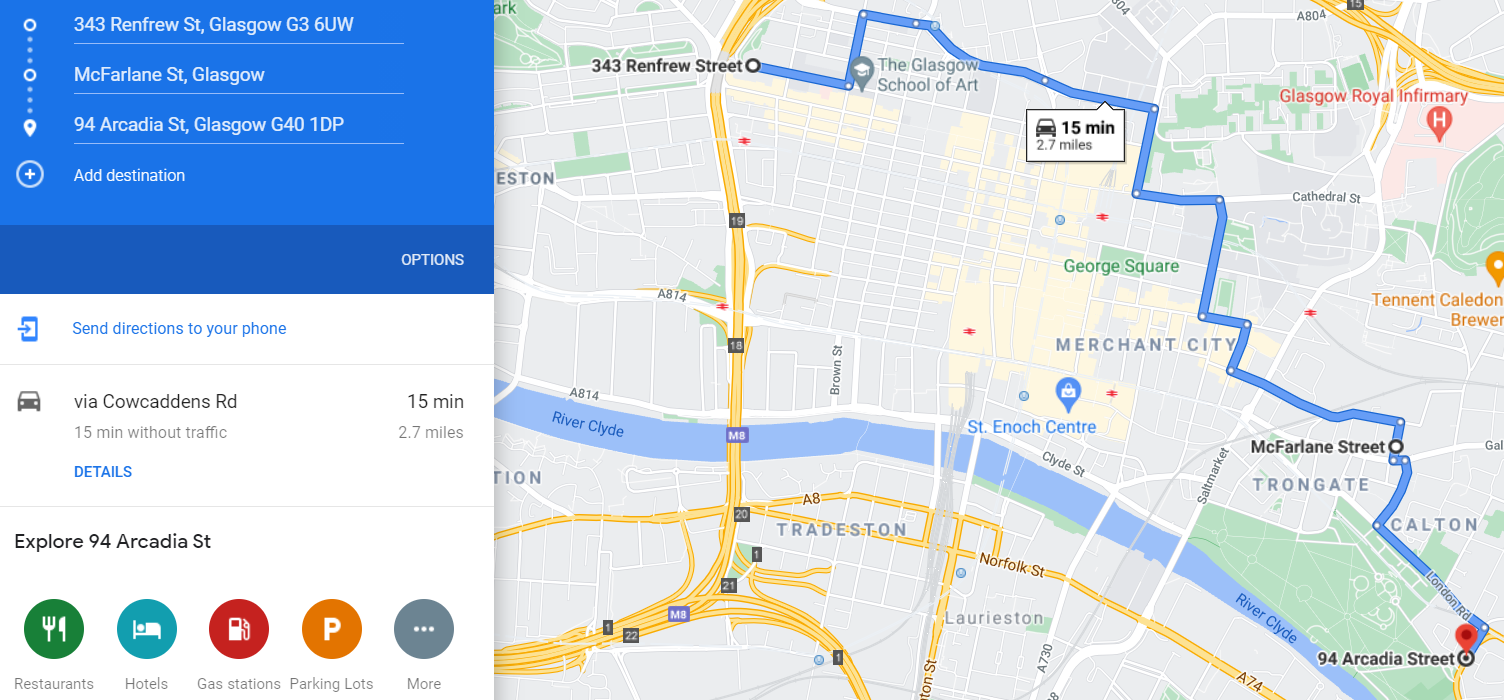 343 Renfrew St, Glasgow G3 6UW
McFarlane St, Glasgow
94 Arcadia St, Glasgow G40 1DP
Add destination
OPTIONS
Send directions to your phone
via Cowcaddens Rd
15 min
15 min without traffic
2.7 miles
DETAILS
Explore 94 Arcadia St
Restaurants
Hotels
Gas stations
Parking Lots
More
ark
804
A804
15
343 Renfrew Street
The Glasgow
School of Art
Glasgow Royal Infirmary
H
15 min
2.7 miles
ESTON
Cathedral St
19
George Square
A814
Tennent Caledon
Brewer
18
MERCHANT CITY
Brown St
A814
River Clyde
St. Enoch Centre
M8
McFarlane Street
Gal
Clyde St
Saltmarket
TION
TRONGATE
A8
20
TRADESTON
CALTON
1
Norfolk St
21
London Rd
M8
Laurieston
River Clyde
1
22
A730
1
94 Arcadia Street
ton St
A74